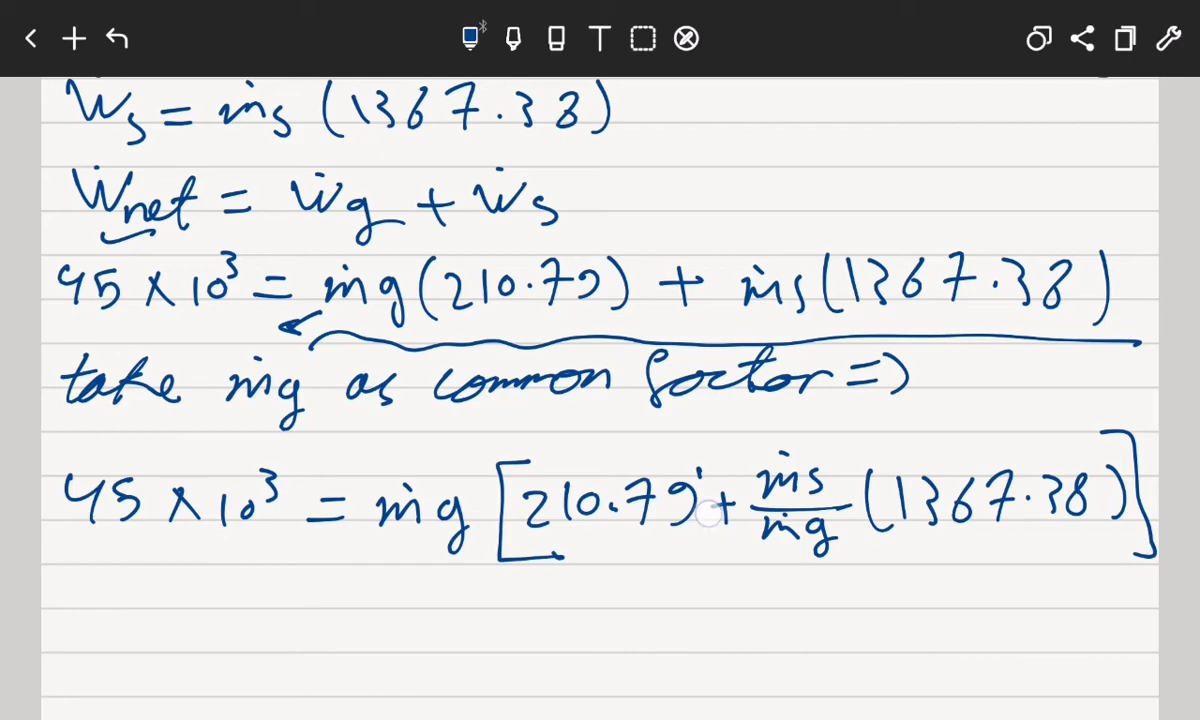 Ẇs = ṁs (1367.38)
Ẇnet = Ẇg + Ẇs
45 × 10³ = ṁg(210.79) + ṁs(1367.38)
take ṁg as common factor =>
45 × 10³ = ṁg [210.79 + ṁs/ṁg (1367.38)]